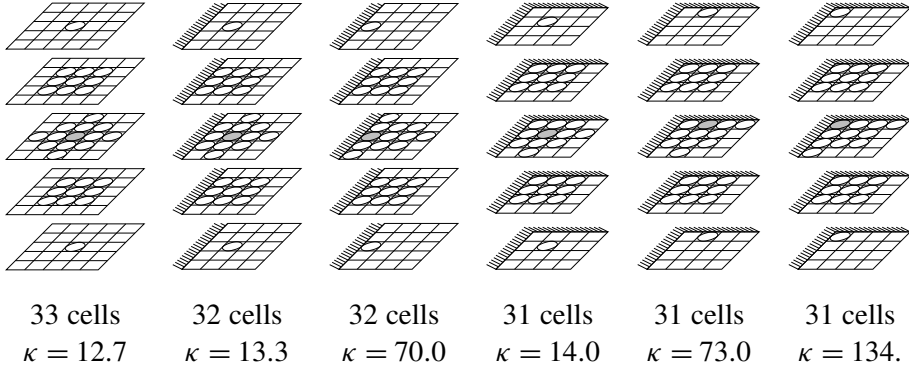 33 cells 32 cells 32 cells 31 cells 31 cells 31 cells
κ = 12.7 κ = 13.3 κ = 70.0 κ = 14.0 κ = 73.0 κ = 134.